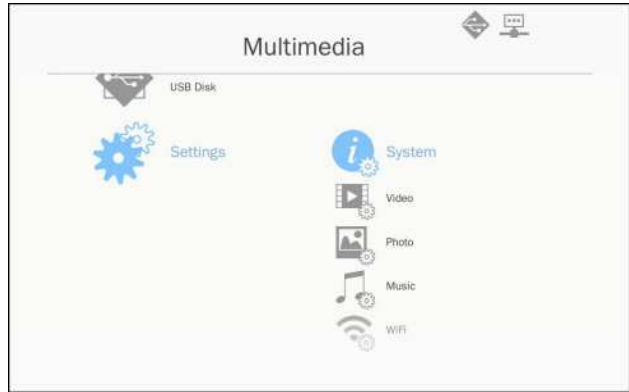 Multimedia
USB Disk
Settings
System
Video
Photo
Music
WiFi